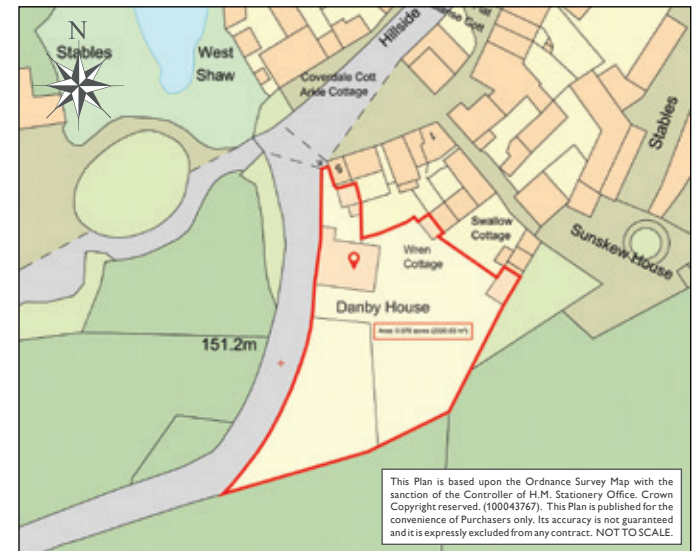 N
Stables
West
Shaw
Hillside
Cott
Coverdale Cott
Arkle Cottage
Stables
5
1
Swallow
Cottage
Sunskew House
Wren
Cottage
Danby House
151.2m
This Plan is based upon the Ordnance Survey Map with the
sanction of the Controller of H.M. Stationery Office. Crown
Copyright reserved. (100043767). This Plan is published for the
convenience of Purchasers only. Its accuracy is not guaranteed
and it is expressly excluded from any contract. NOT TO SCALE.